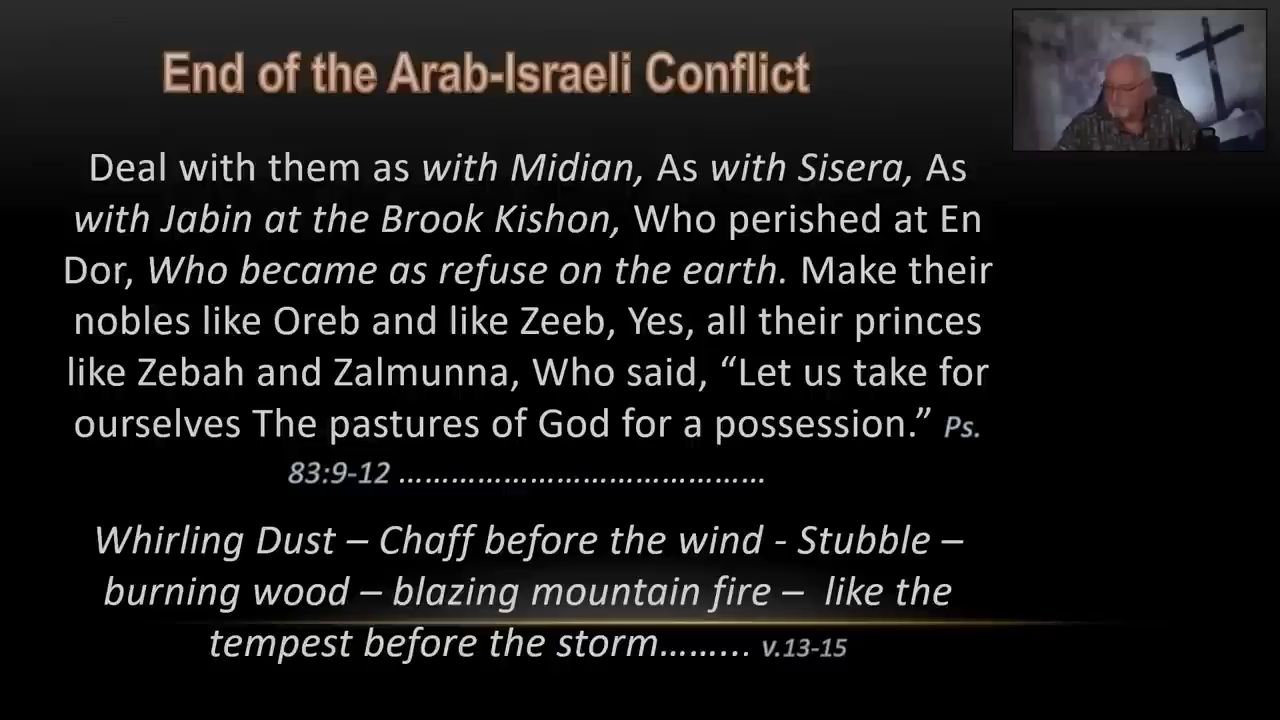 End of the Arab-Israeli Conflict
Deal with them as with Midian, As with Sisera, As
with Jabin at the Brook Kishon, Who perished at En
Dor, Who became as refuse on the earth. Make their
nobles like Oreb and like Zeeb, Yes, all their princes
like Zebah and Zalmunna, Who said, “Let us take for
ourselves The pastures of God for a possession.” Ps.
83:9-12 ……………………………………
Whirling Dust – Chaff before the wind - Stubble –
burning wood – blazing mountain fire –  like the
tempest before the storm…….. v.13-15